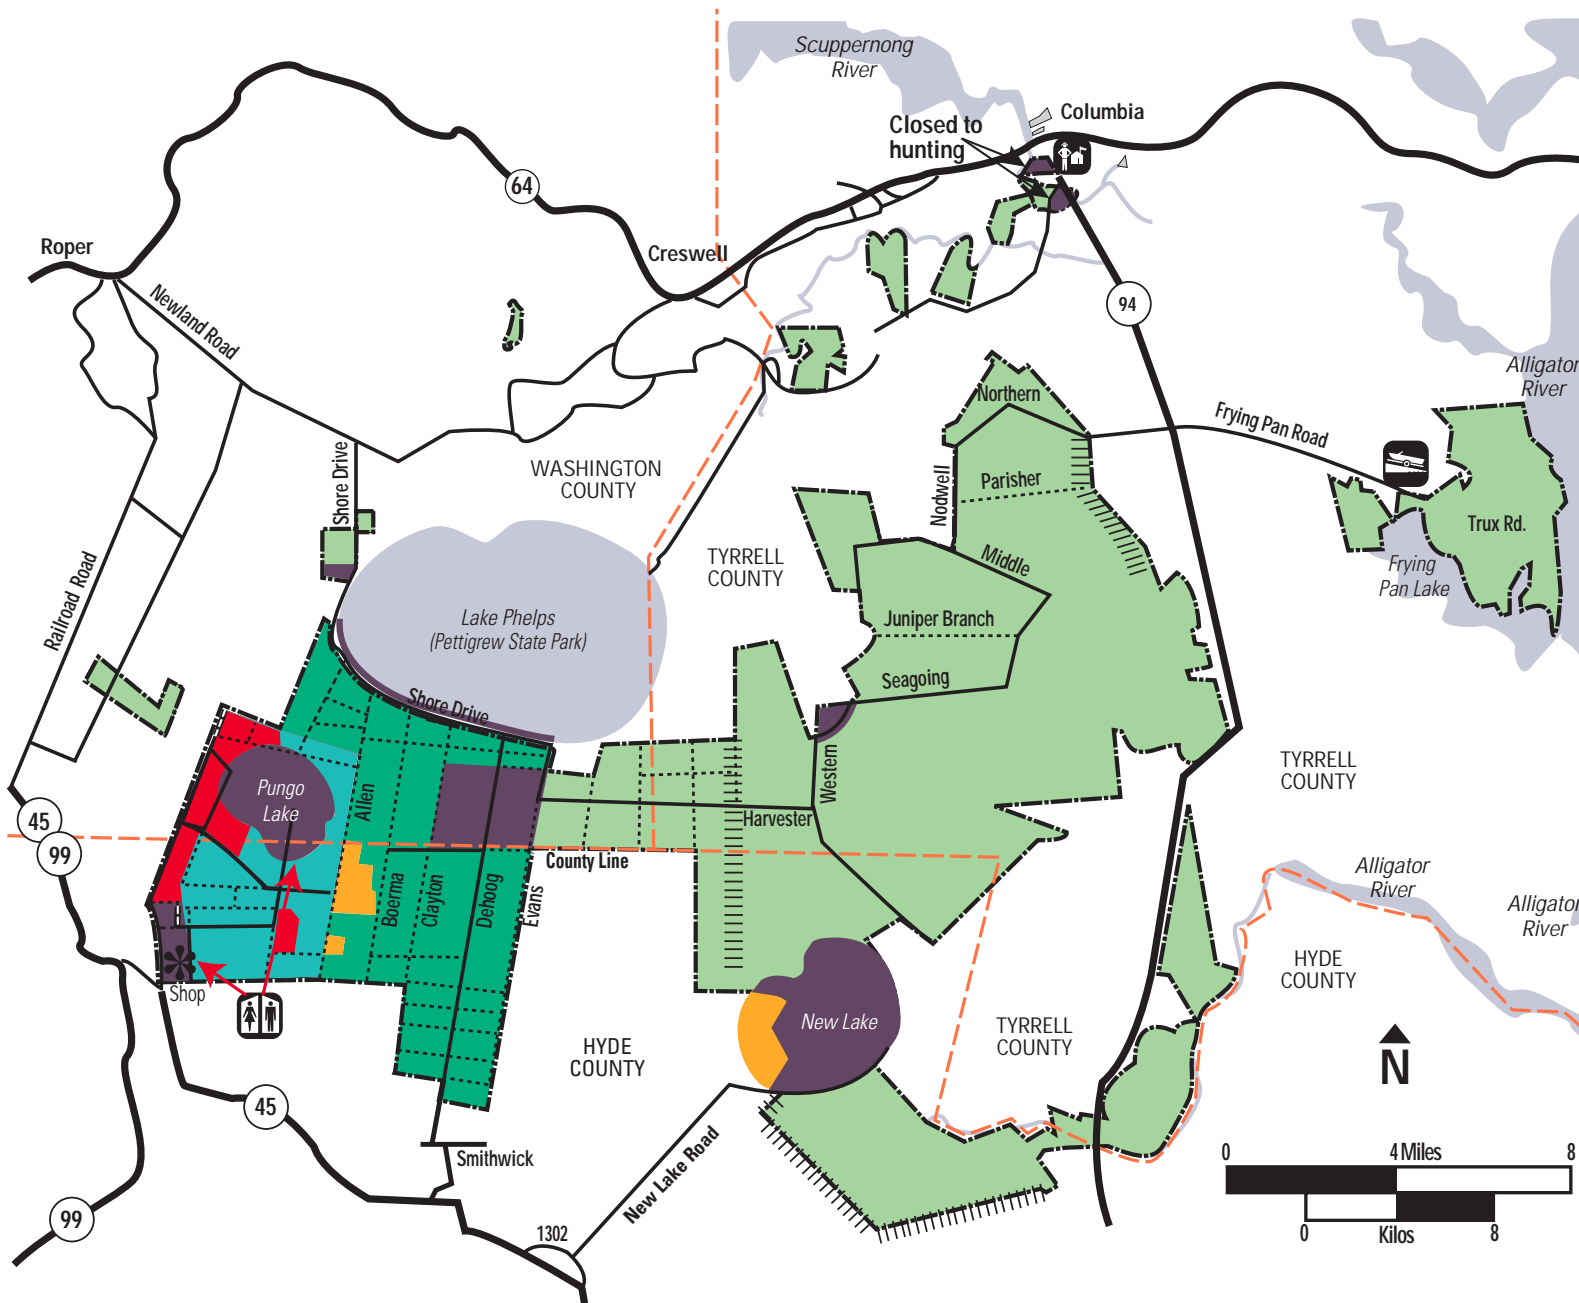 Scuppernong
River
Columbia
Closed to
hunting
64
Roper
Creswell
Newland Road
94
Alligator
River
Northern
Frying Pan Road
Shore Drive
WASHINGTON
COUNTY
Nodwell
Parisher
Trux Rd.
Railroad Road
TYRRELL
COUNTY
Middle
Frying
Pan Lake
Lake Phelps
(Pettigrew State Park)
Juniper Branch
Seagoing
Shore Drive
Pungo
Lake
Allen
Western
TYRRELL
COUNTY
45
99
Harvester
County Line
Boerma
Clayton
Dehoog
Evans
Alligator
River
Alligator
River
HYDE
COUNTY
Shop
New Lake
TYRRELL
COUNTY
HYDE
COUNTY
N
45
Smithwick
New Lake Road
0 4 Miles 8
99
1302
0 Kilos 8